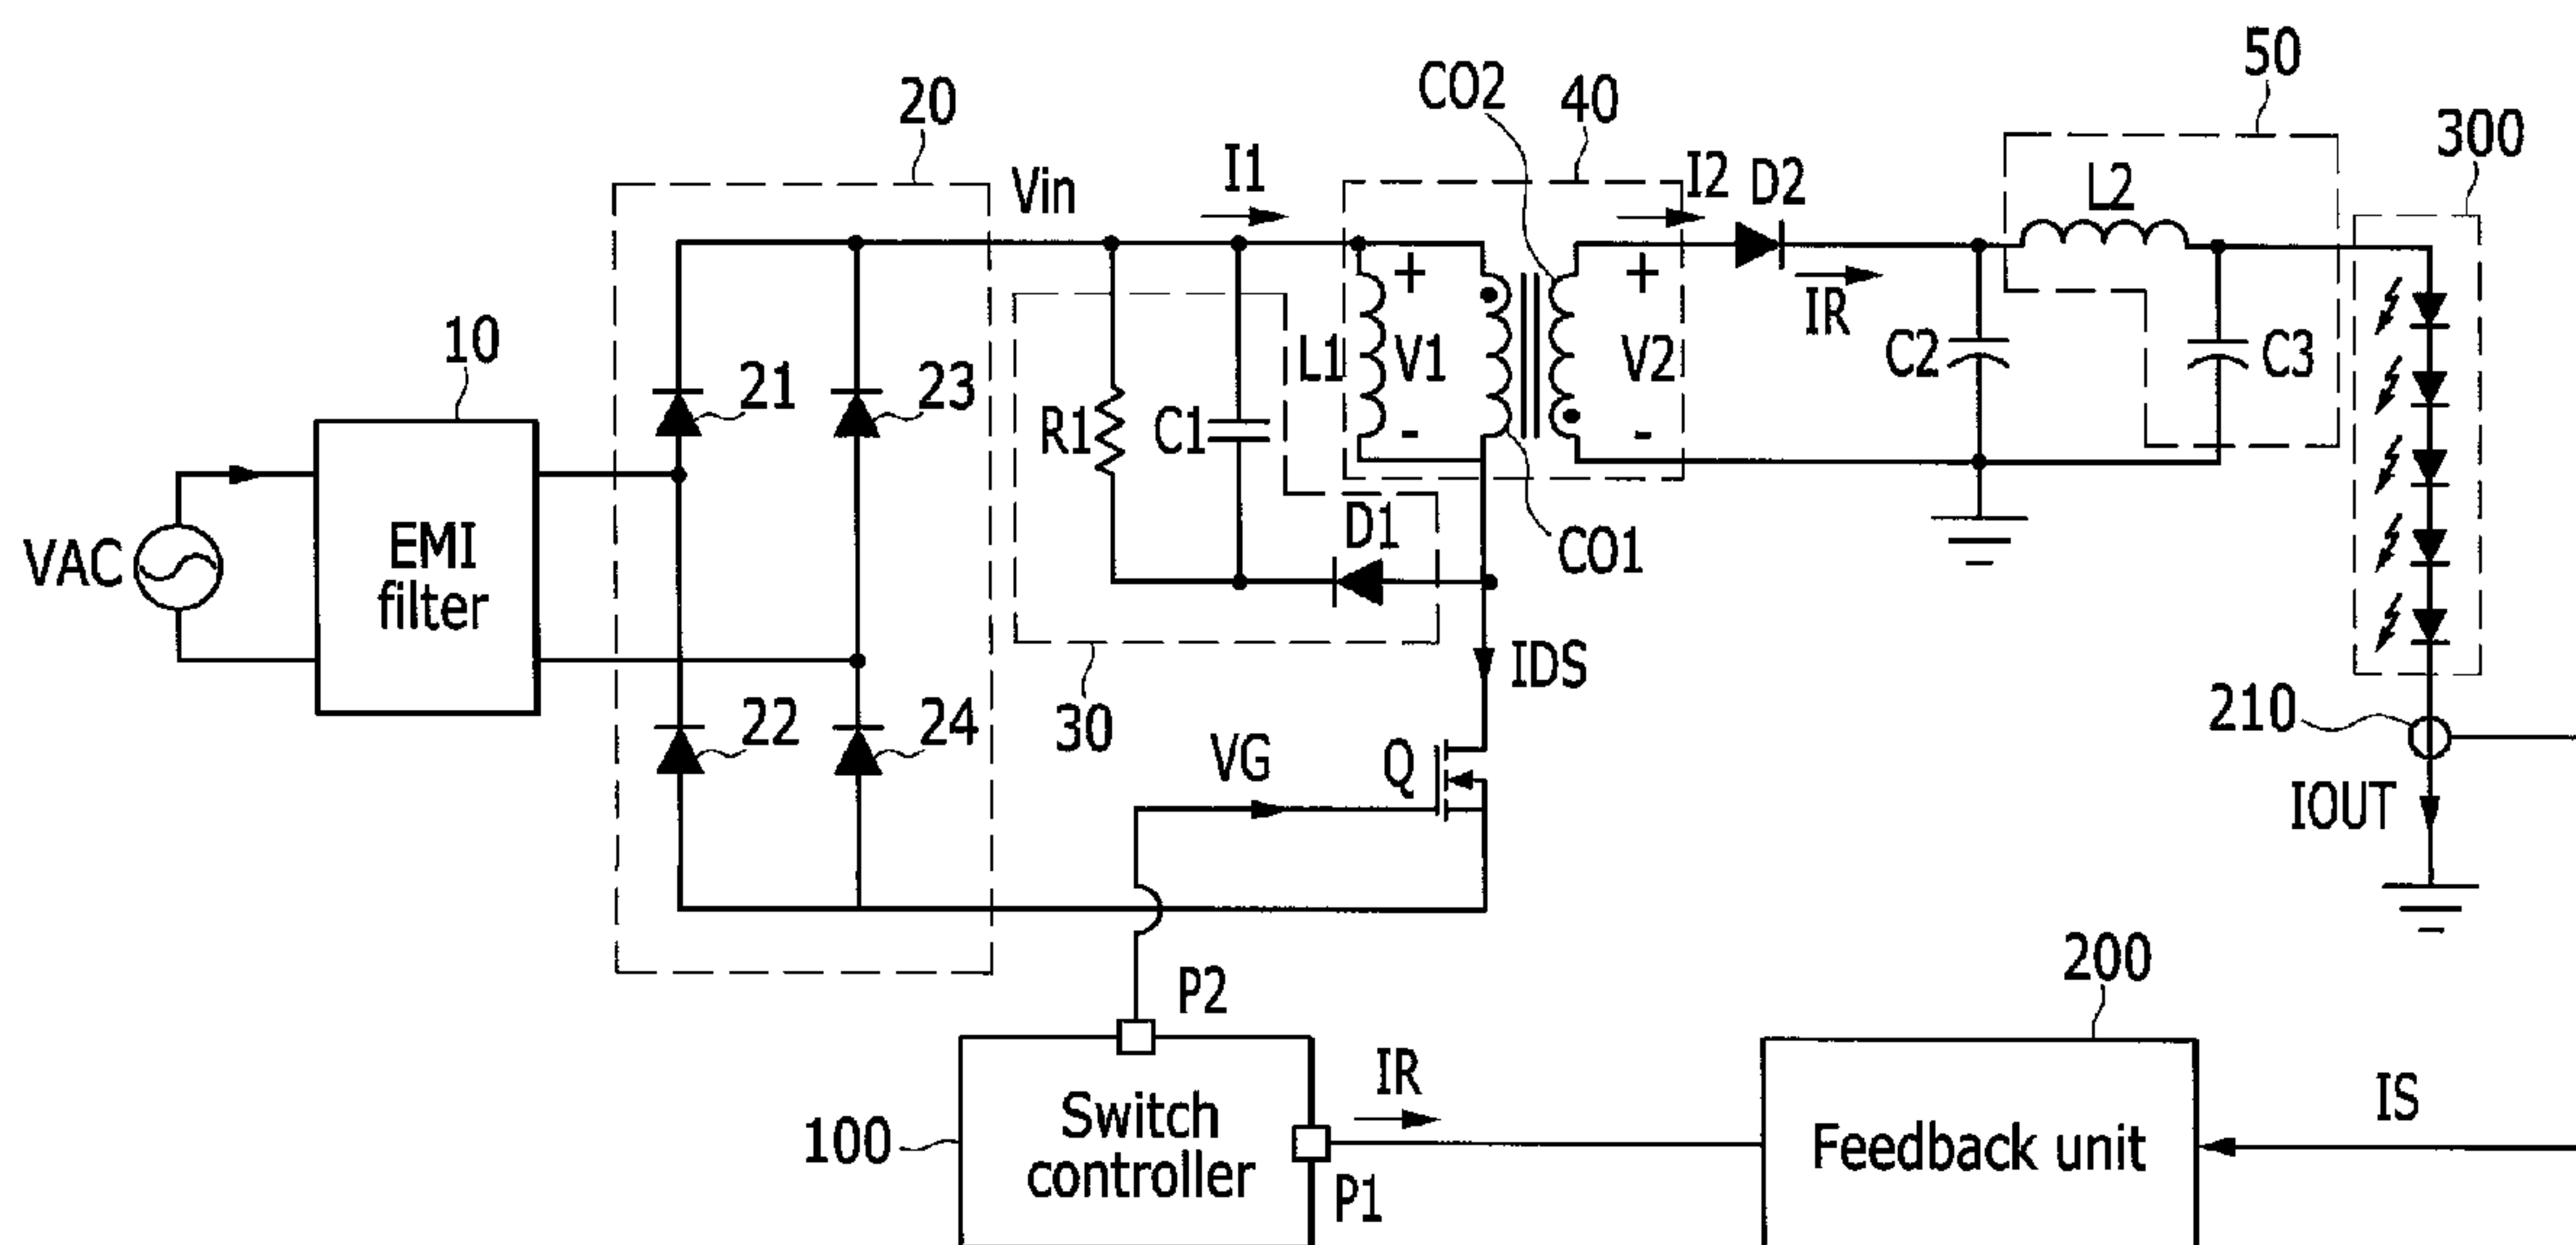 50
CO2
40
20
300
Vin
I1
I2
D2
L2
+
+
IR
10
L1
V1
V2
C2
C3
21
23
R1
C1
-
-
D1
CO1
VAC
EMI
filter
IDS
22
24
30
210
VG
Q
IOUT
P2
200
IR
IS
100
Switch
controller
Feedback unit
P1